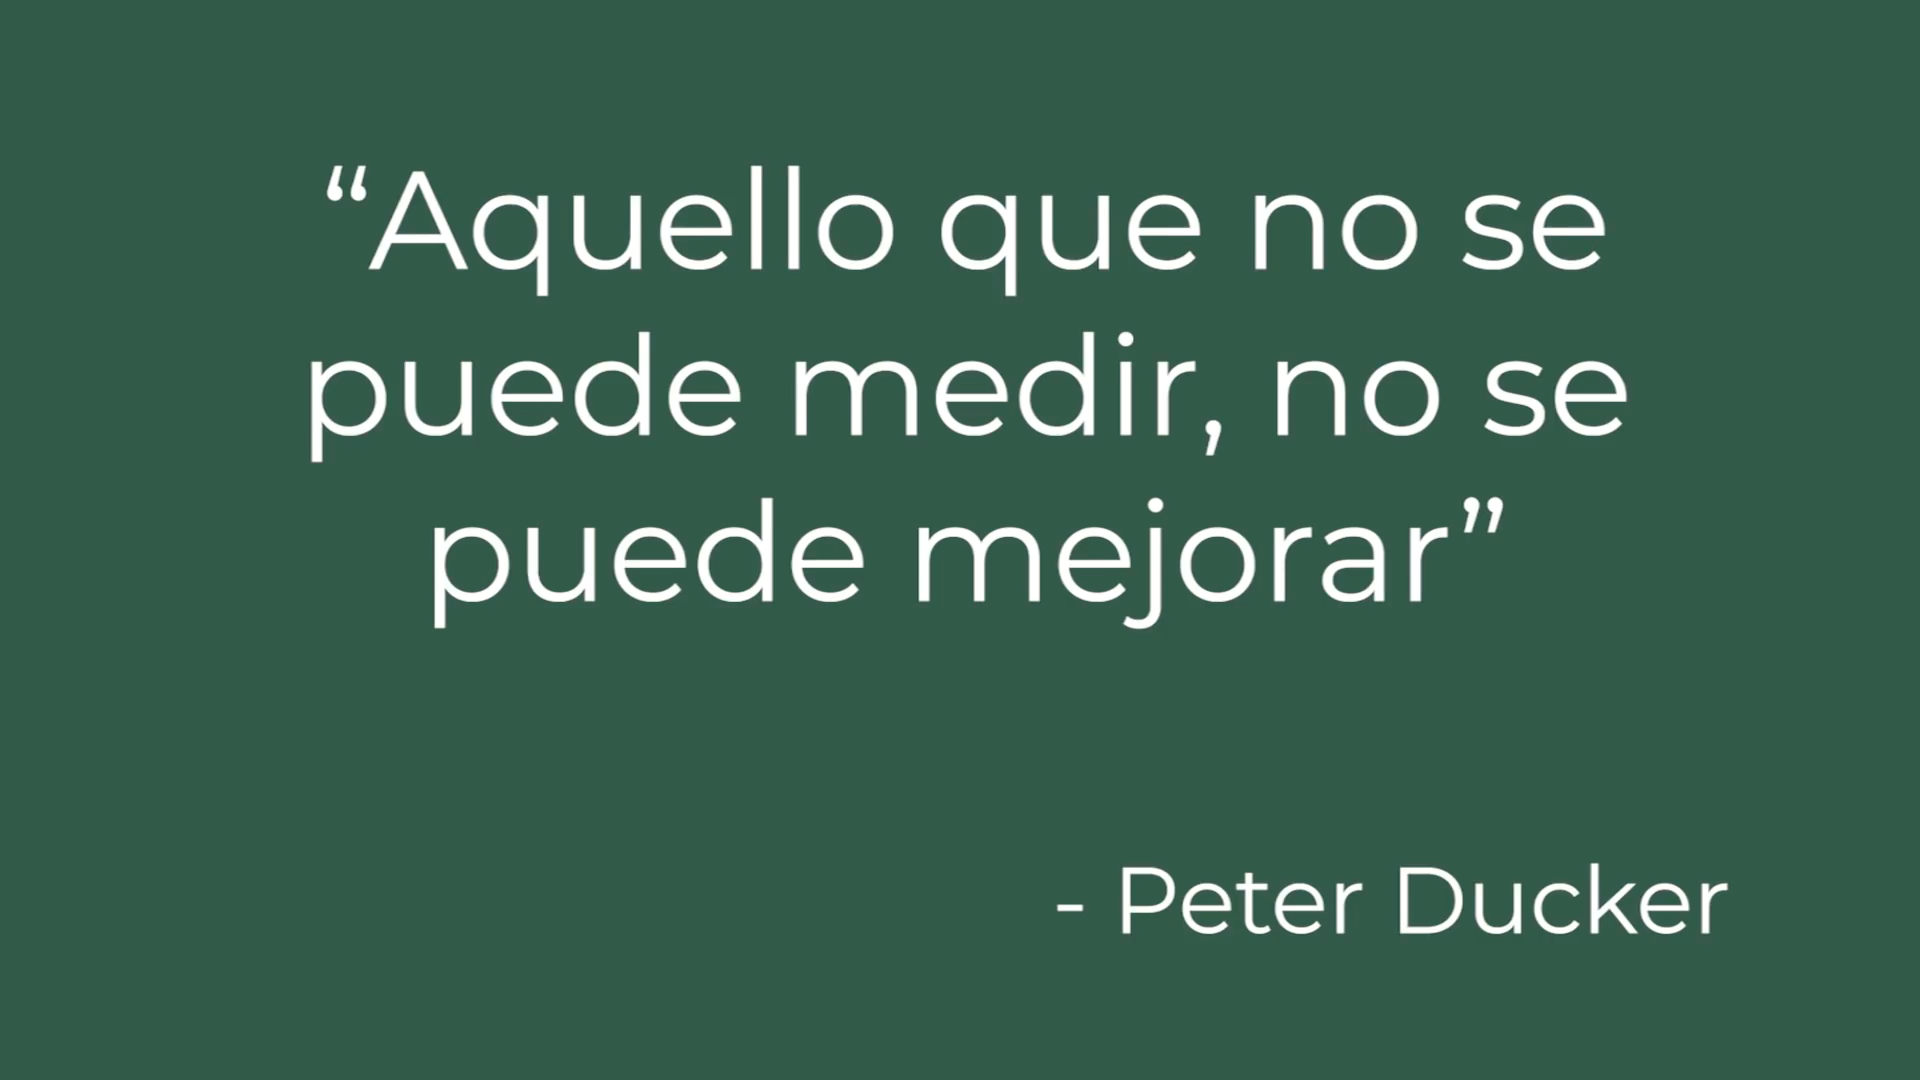 “Aquello que no se
puede medir, no se
puede mejorar”
- Peter Ducker